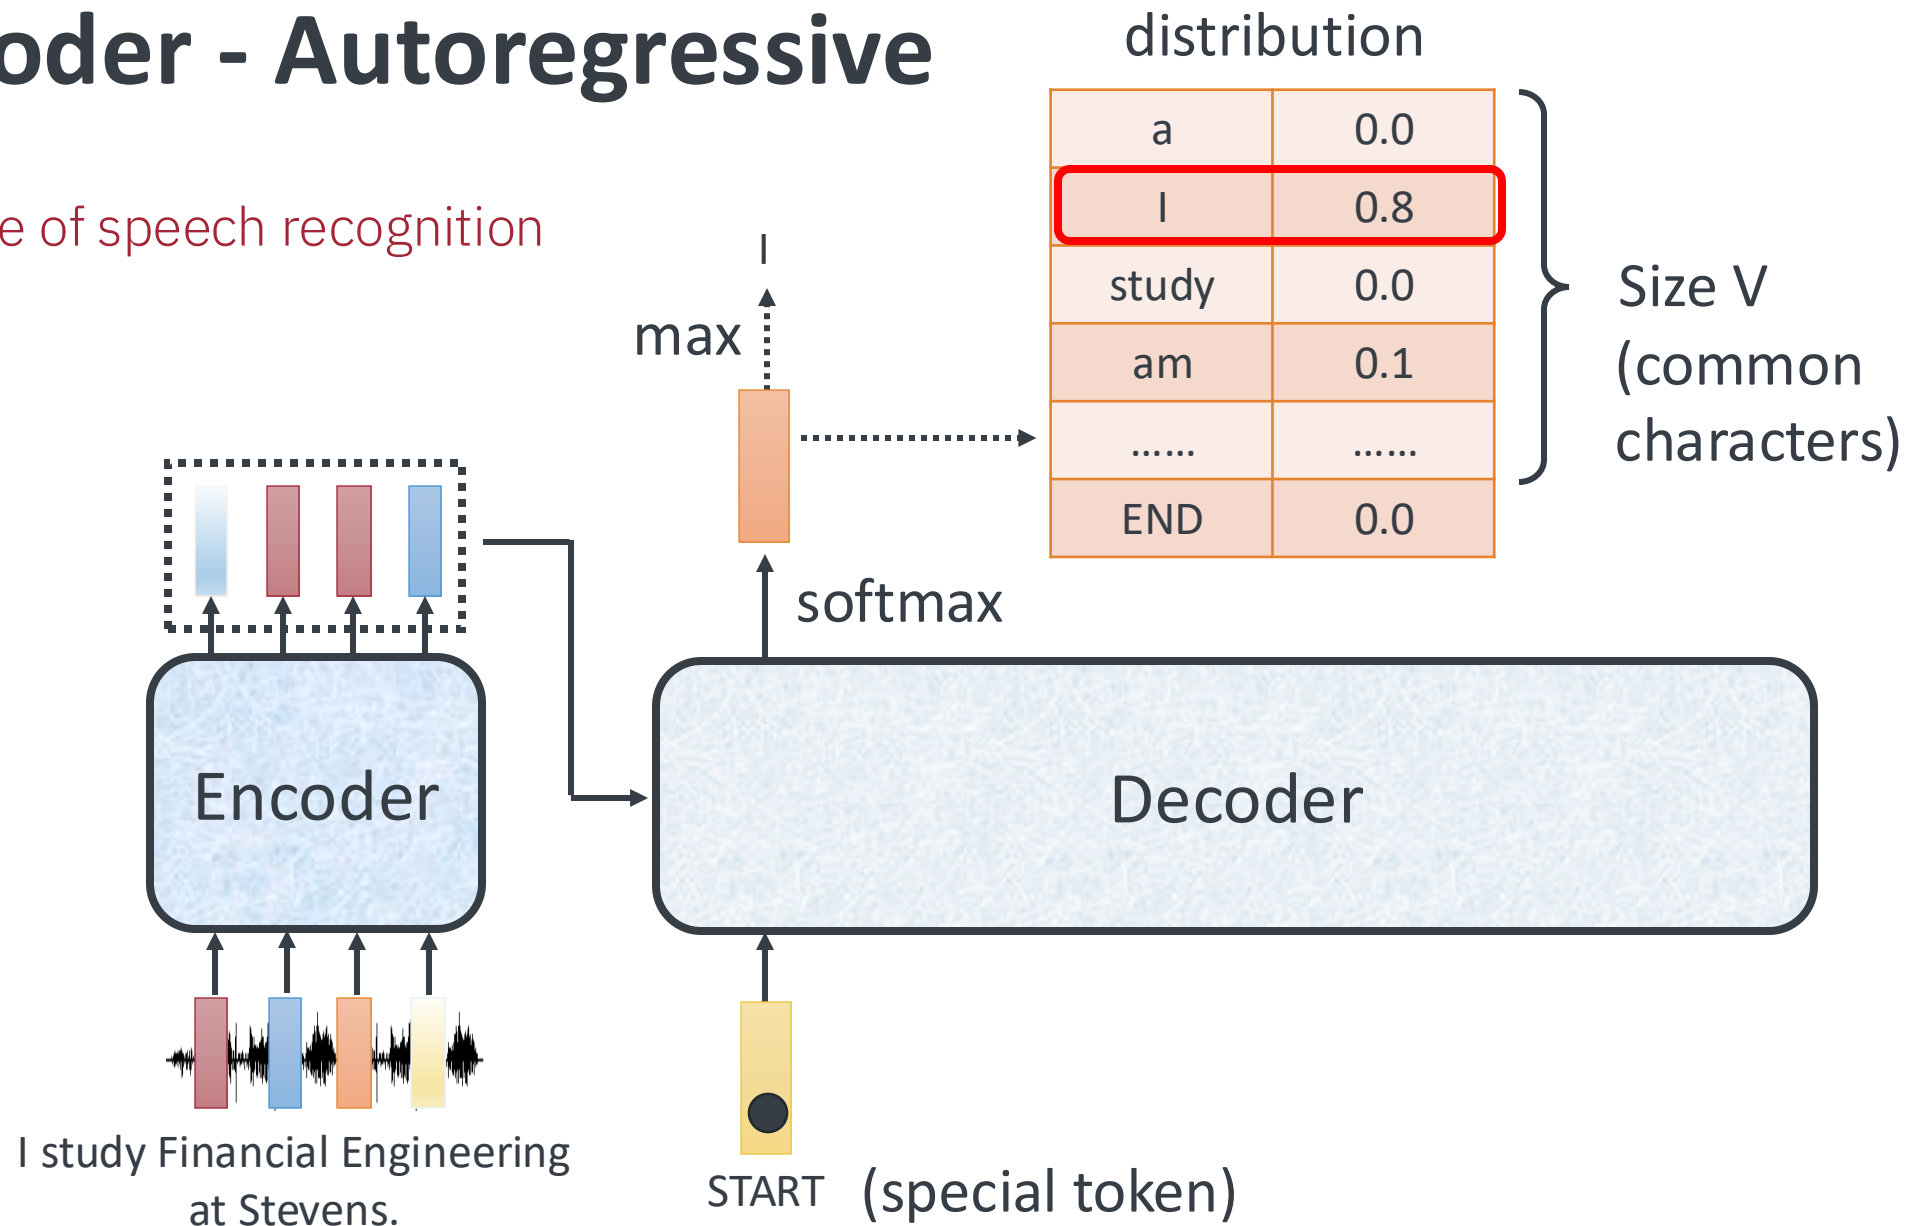 oder - Autoregressive
e of speech recognition
distribution
a 0.0
I 0.8
study 0.0
am 0.1
...... ......
END 0.0
Size V
(common
characters)
I
max
softmax
Encoder
Decoder
I study Financial Engineering
at Stevens.
START (special token)